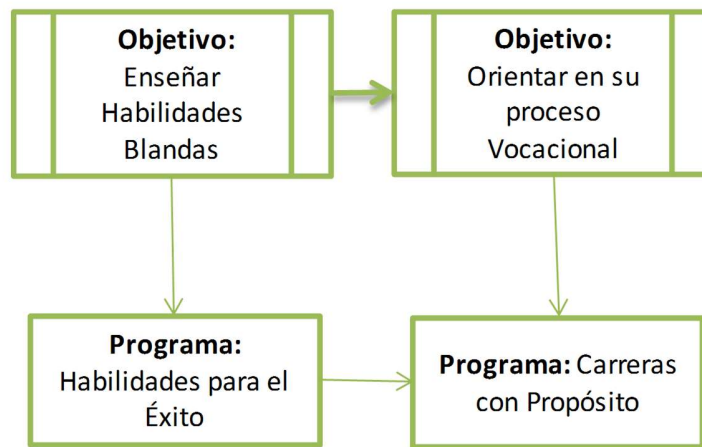 Objetivo:
Enseñar
Habilidades
Blandas
Objetivo:
Orientar en su
proceso
Vocacional
Programa:
Habilidades para el
Éxito
Programa: Carreras
con Propósito